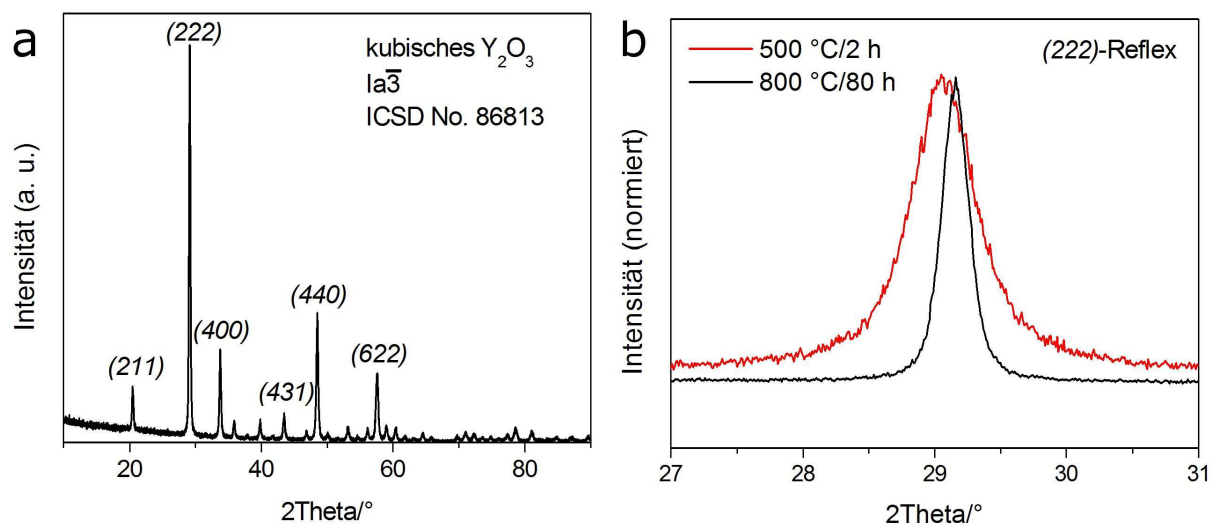 a
(222)
kubisches Y₂O₃
Ia3̅
ICSD No. 86813
(440)
(400)
(622)
(211)
(431)
Intensität (a. u.)
20 40 60 80
2Theta/°
b
500 °C/2 h
800 °C/80 h
(222)-Reflex
Intensität (normiert)
27 28 29 30 31
2Theta/°